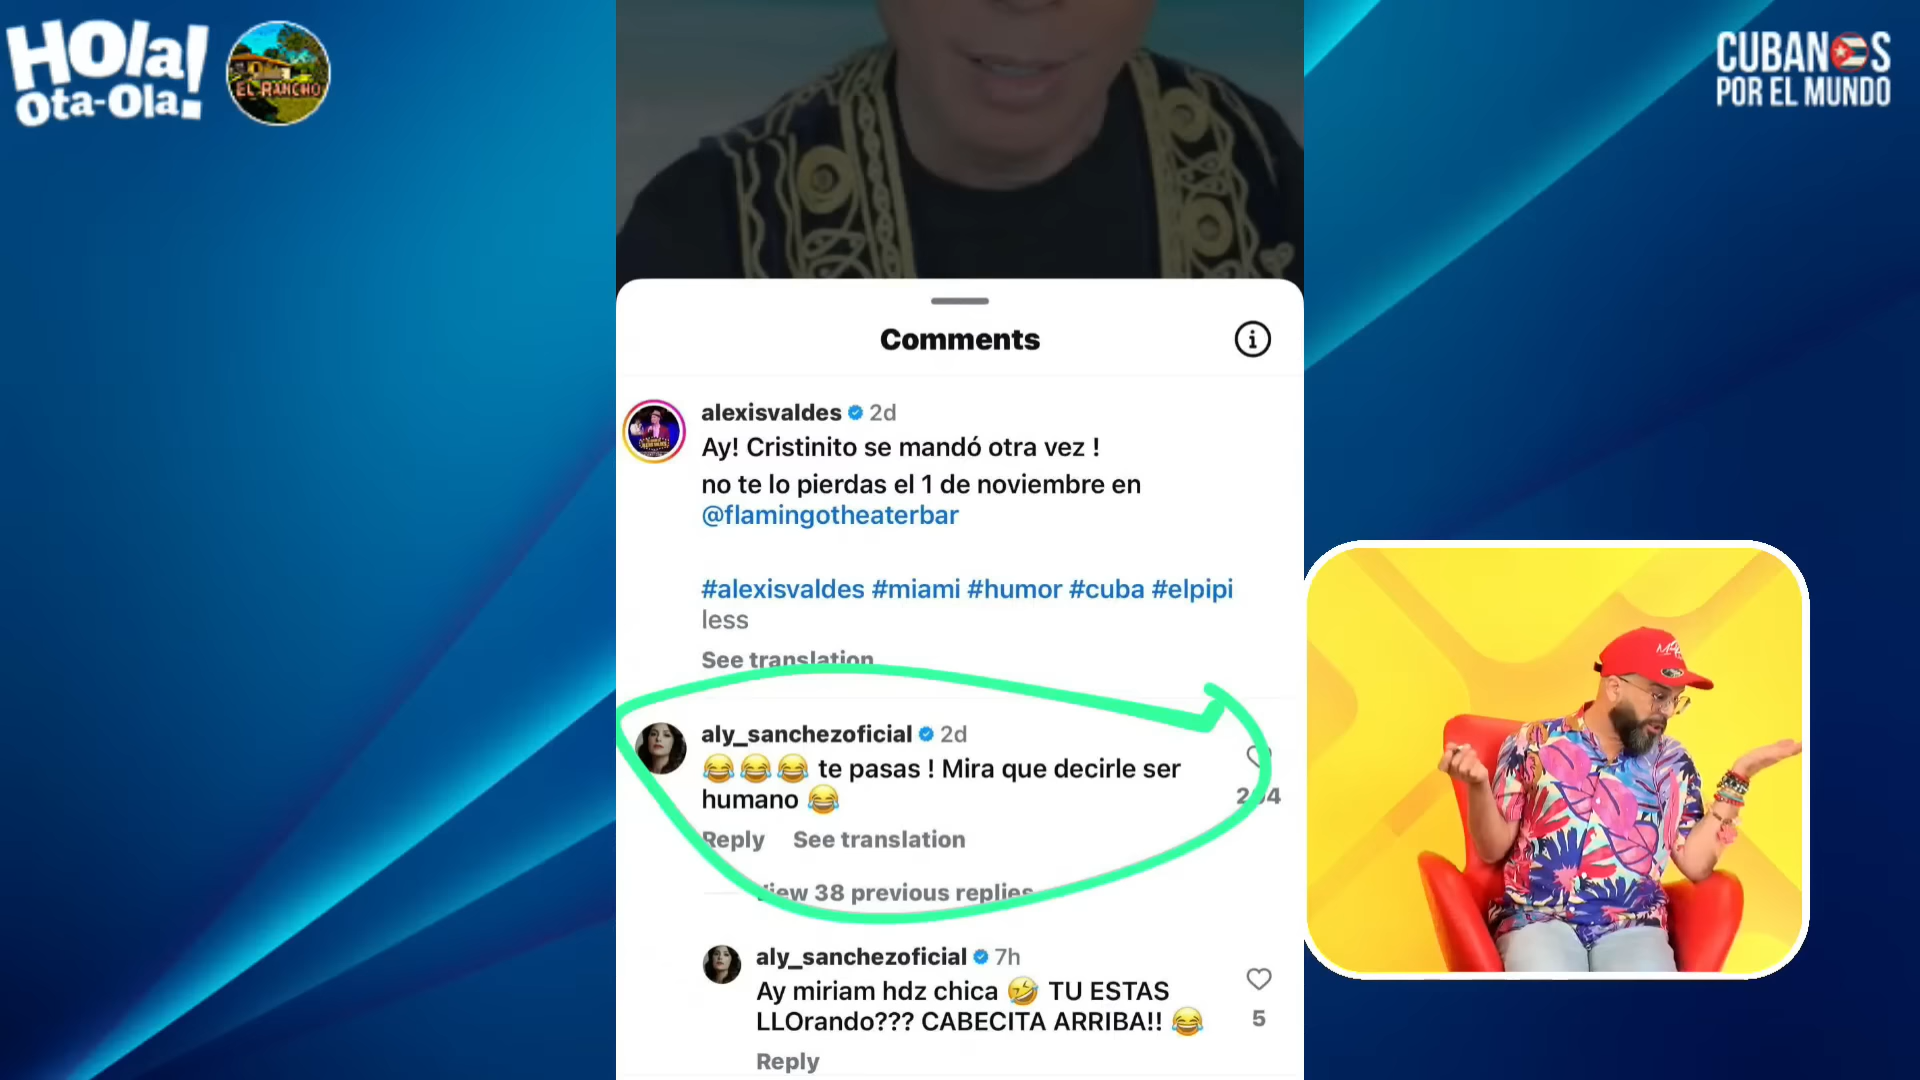 Hola!
Ota-Ola!
EL RANCHO
CUBANOS
POR EL MUNDO
Comments
alexisvaldes 2d
Ay! Cristinito se mandó otra vez !
no te lo pierdas el 1 de noviembre en
@flamingotheaterbar
#alexisvaldes #miami #humor #cuba #elpipi
less
See translation
aly_sanchezoficial 2d
😂😂😂 te pasas ! Mira que decirle ser
humano 😂
Reply See translation
View 38 previous replies
aly_sanchezoficial 7h
Ay miriam hdz chica 🤣 TU ESTAS
LLOrando??? CABECITA ARRIBA!! 😂
5
Reply